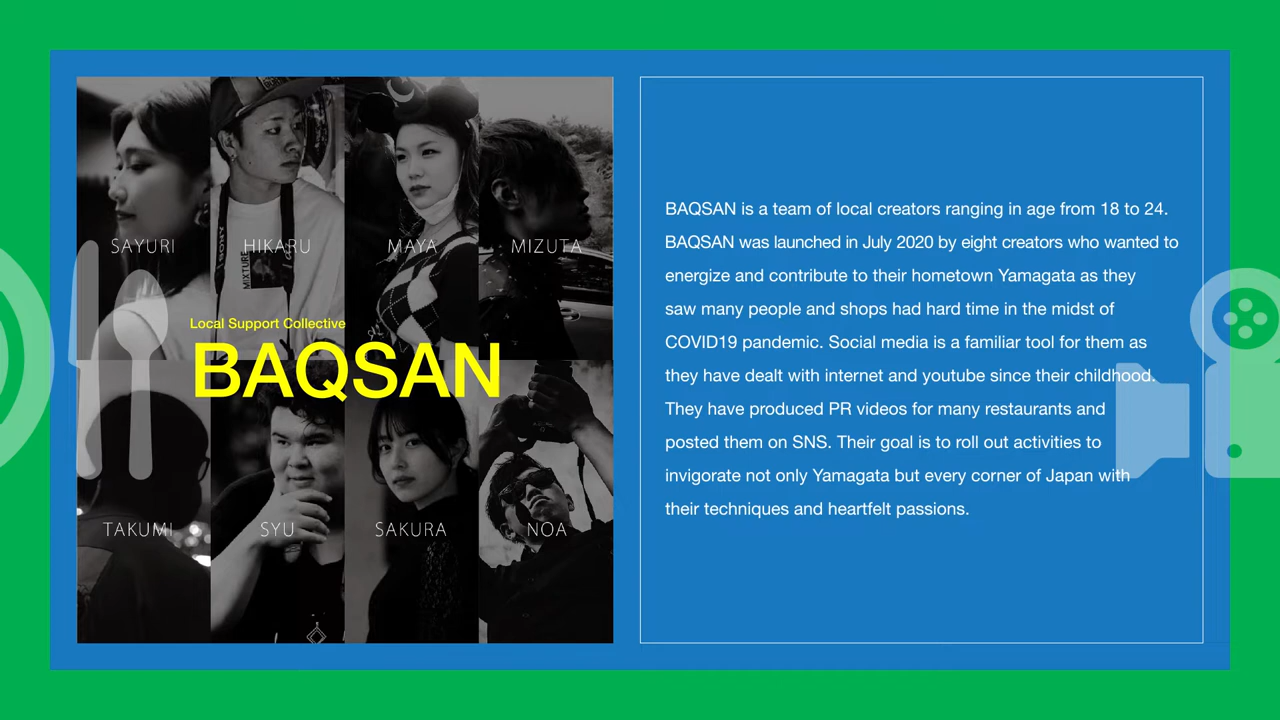 SAYURI
HIKARU
MAYA
MIZUTA
SONY
MIXTURE
Local Support Collective
BAQSAN
TAKUMI
SYU
SAKURA
NOA
BAQSAN is a team of local creators ranging in age from 18 to 24.
BAQSAN was launched in July 2020 by eight creators who wanted to
energize and contribute to their hometown Yamagata as they
saw many people and shops had hard time in the midst of
COVID19 pandemic. Social media is a familiar tool for them as
they have dealt with internet and youtube since their childhood.
They have produced PR videos for many restaurants and
posted them on SNS. Their goal is to roll out activities to
invigorate not only Yamagata but every corner of Japan with
their techniques and heartfelt passions.